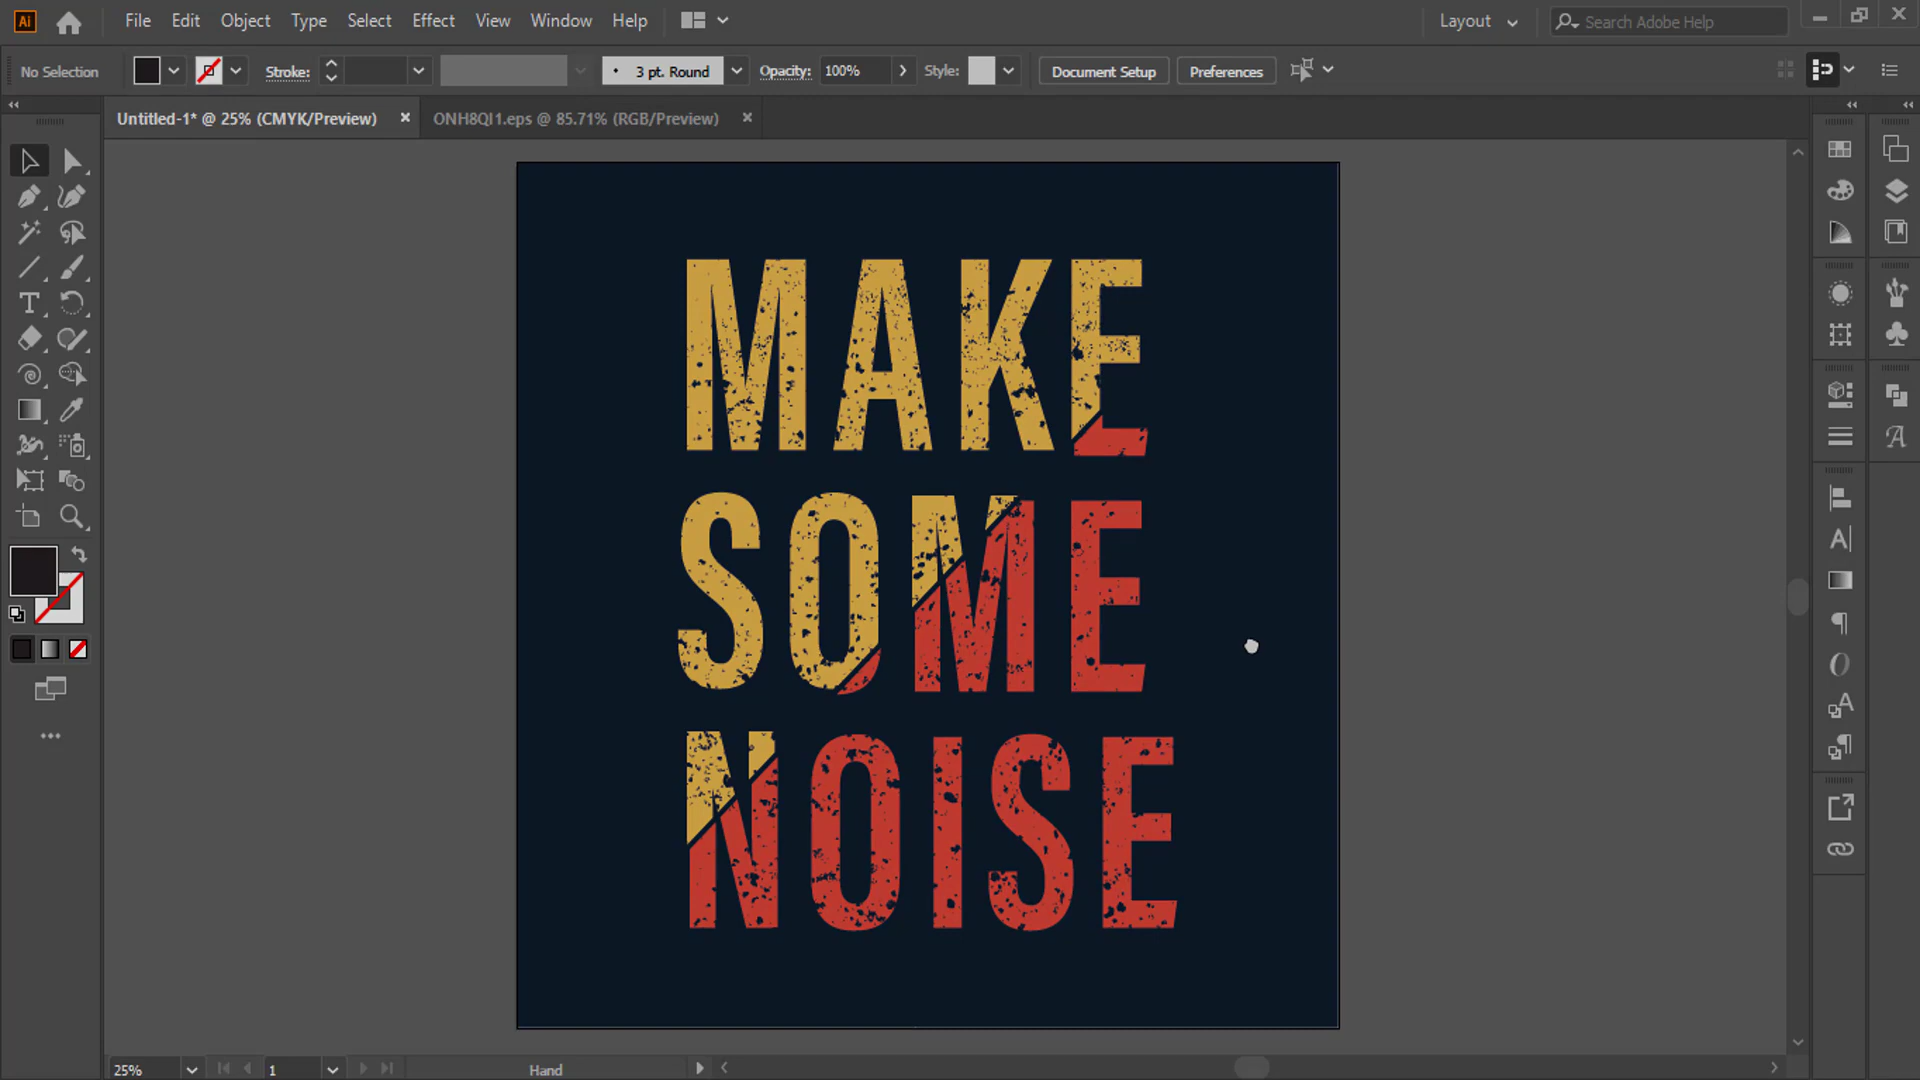 Ai File Edit Object Type Select Effect View Window Help Layout Search Adobe Help
No Selection Stroke: 3 pt. Round Opacity: 100% Style: Document Setup Preferences
Untitled-1* @ 25% (CMYK/Preview) × ONH8QI1.eps @ 85.71% (RGB/Preview) ×
MAKE
SOME
NOISE
25% 1 Hand